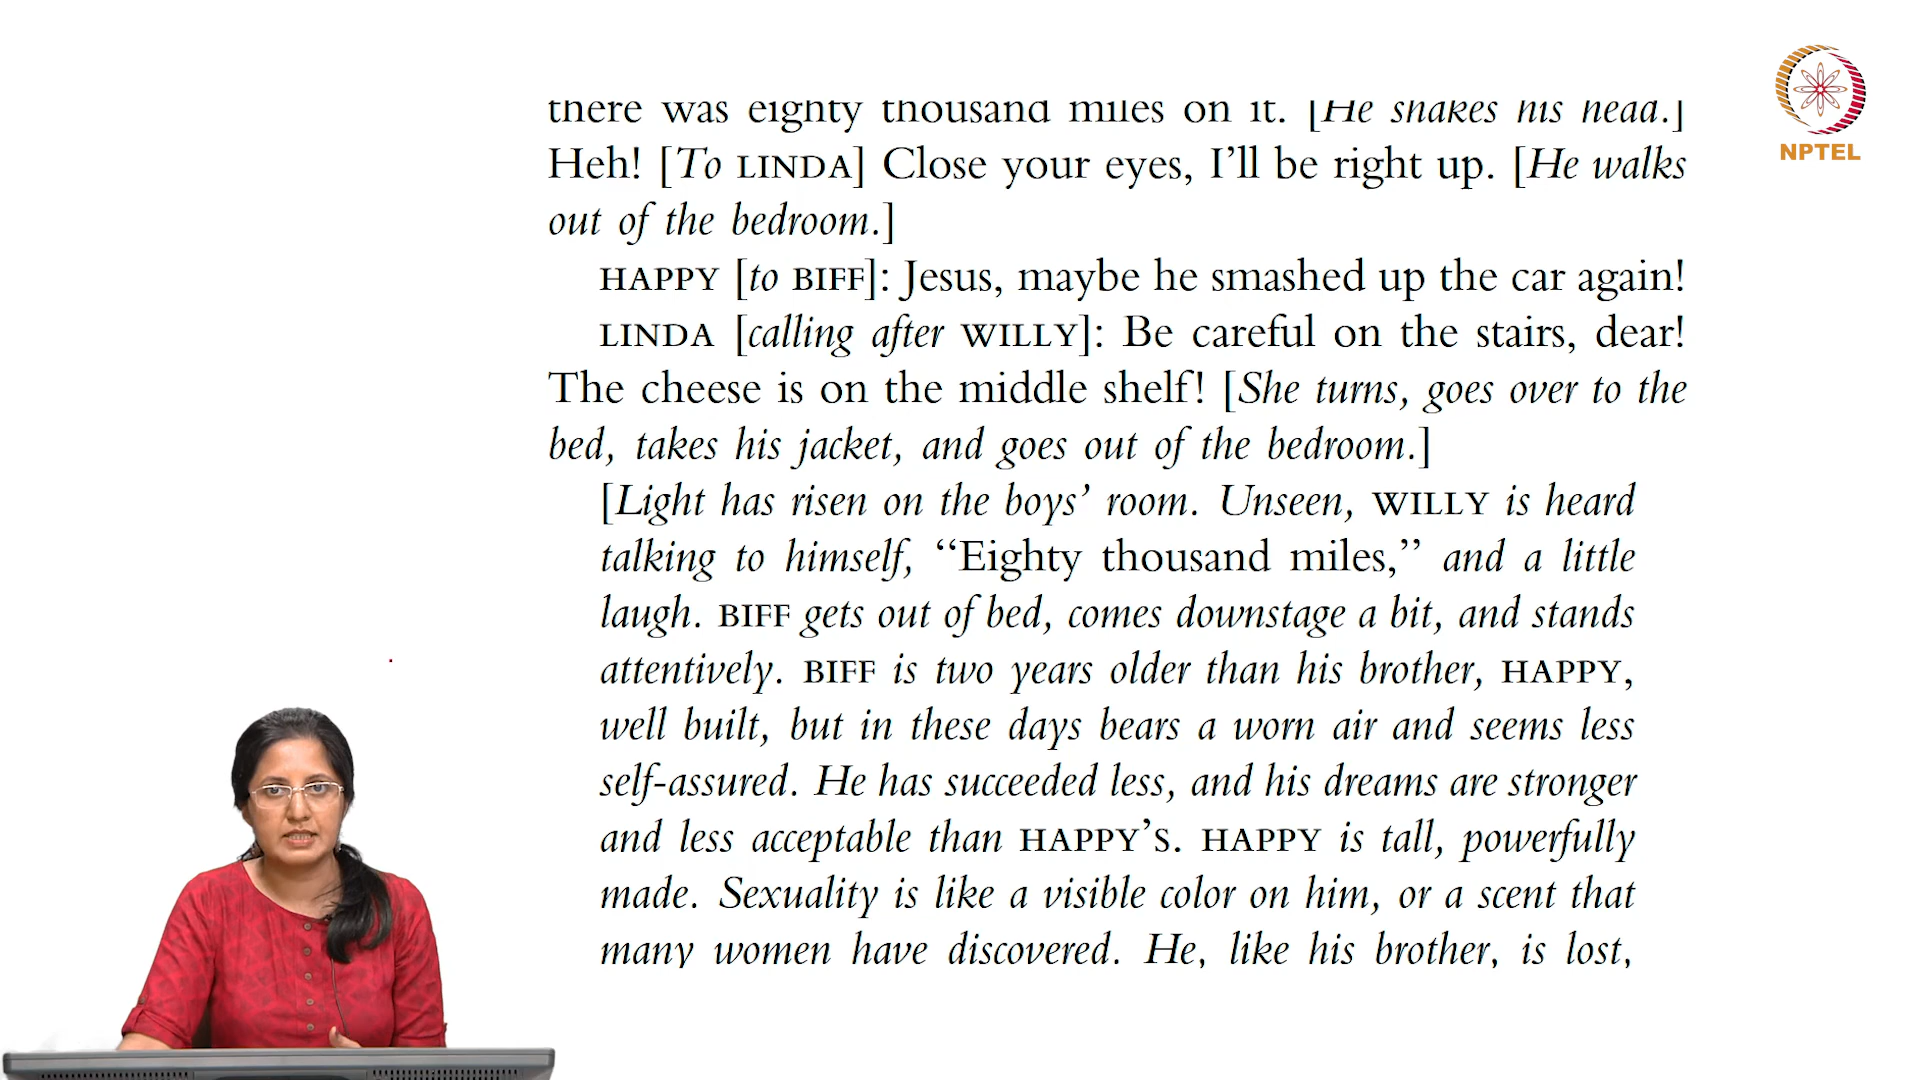 there was eighty thousand miles on it. [He shakes his head.]
Heh! [To LINDA] Close your eyes, I’ll be right up. [He walks
out of the bedroom.]
HAPPY [to BIFF]: Jesus, maybe he smashed up the car again!
LINDA [calling after WILLY]: Be careful on the stairs, dear!
The cheese is on the middle shelf! [She turns, goes over to the
bed, takes his jacket, and goes out of the bedroom.]
[Light has risen on the boys’ room. Unseen, WILLY is heard
talking to himself, “Eighty thousand miles,” and a little
laugh. BIFF gets out of bed, comes downstage a bit, and stands
attentively. BIFF is two years older than his brother, HAPPY,
well built, but in these days bears a worn air and seems less
self-assured. He has succeeded less, and his dreams are stronger
and less acceptable than HAPPY’S. HAPPY is tall, powerfully
made. Sexuality is like a visible color on him, or a scent that
many women have discovered. He, like his brother, is lost,
NPTEL